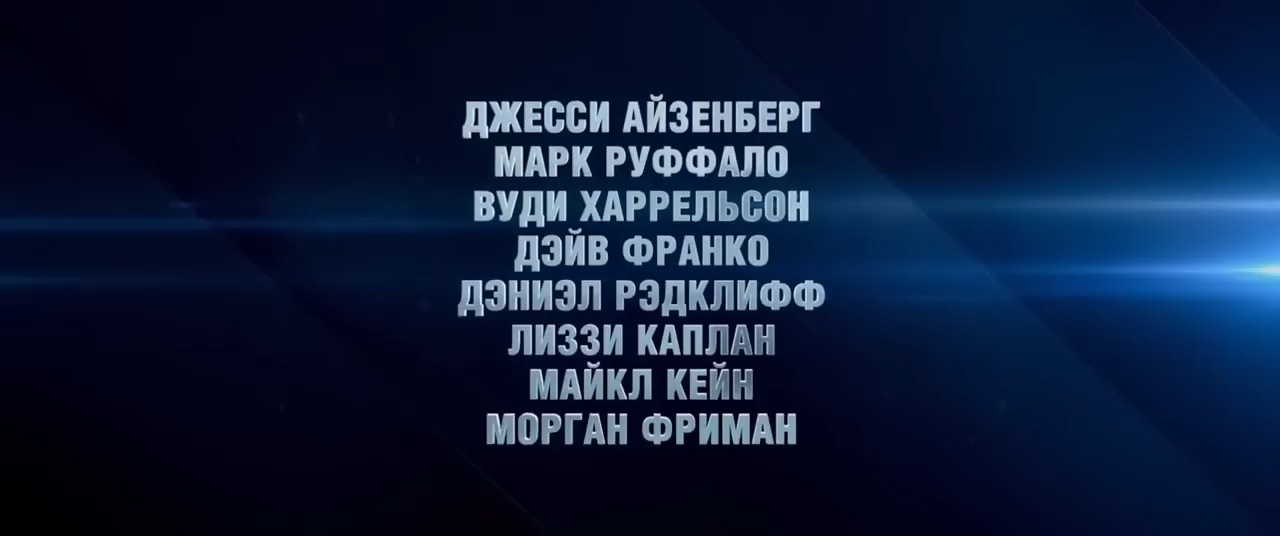 ДЖЕССИ АЙЗЕНБЕРГ
МАРК РУФФАЛО
ВУДИ ХАРРЕЛЬСОН
ДЭЙВ ФРАНКО
ДЭНИЭЛ РЭДКЛИФФ
ЛИЗЗИ КАПЛАН
МАЙКЛ КЕЙН
МОРГАН ФРИМАН